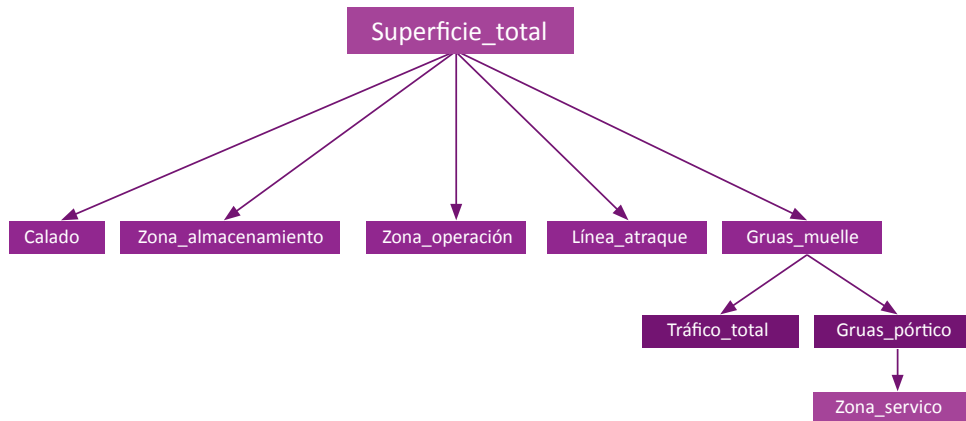 Superficie_total
Calado
Zona_almacenamiento
Zona_operación
Línea_atraque
Gruas_muelle
Tráfico_total
Gruas_pórtico
Zona_servico